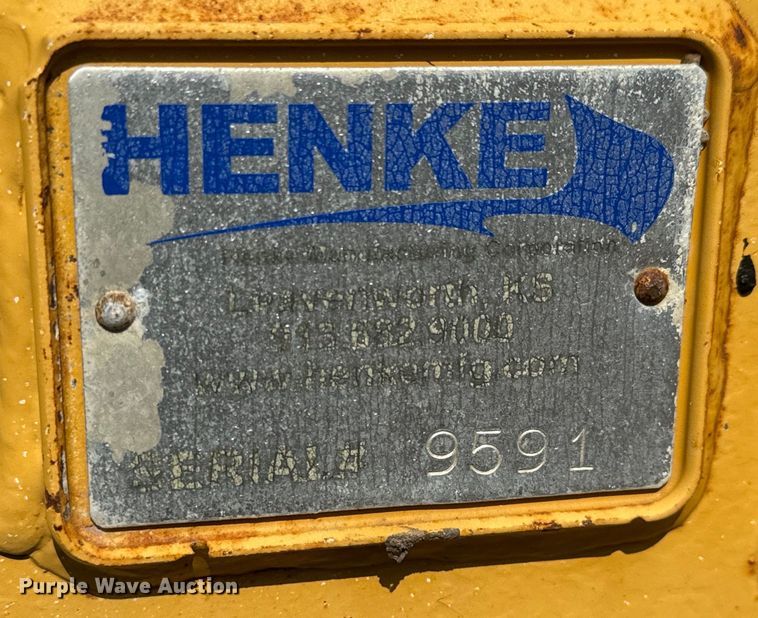 HENKE
Henke Manufacturing Corporation
Leavenworth, KS
913.682.9000
www.henkemfg.com
SERIAL# 9591
Purple Wave Auction